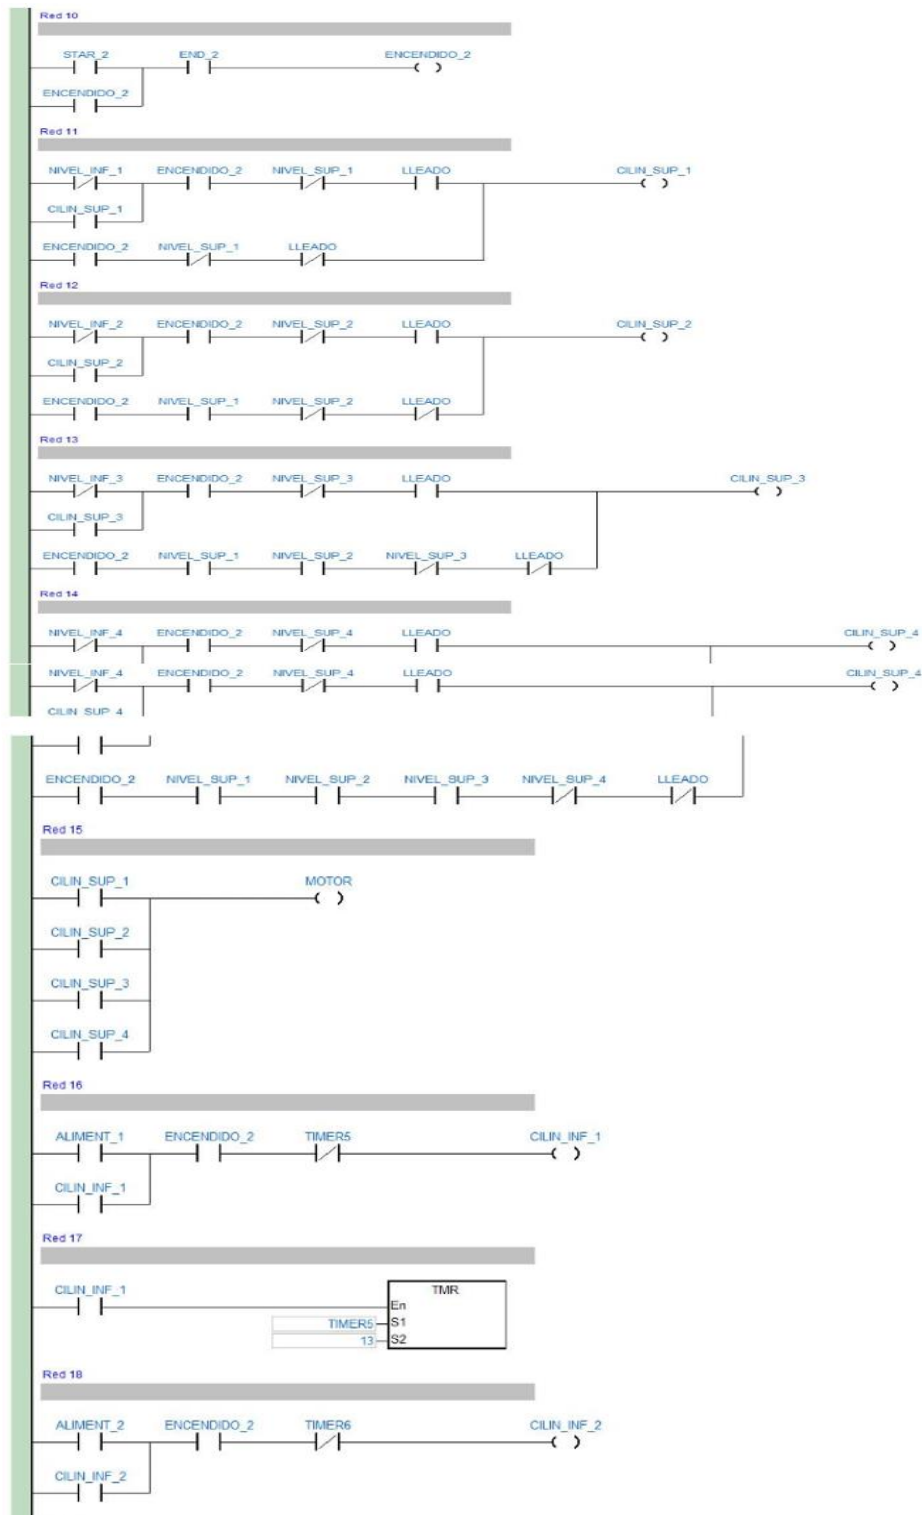 Red 10
STAR_2 END_2 ENCENDIDO_2
ENCENDIDO_2
Red 11
NIVEL_INF_1 ENCENDIDO_2 NIVEL_SUP_1 LLEADO CILIN_SUP_1
CILIN_SUP_1
ENCENDIDO_2 NIVEL_SUP_1 LLEADO
Red 12
NIVEL_INF_2 ENCENDIDO_2 NIVEL_SUP_2 LLEADO CILIN_SUP_2
CILIN_SUP_2
ENCENDIDO_2 NIVEL_SUP_1 NIVEL_SUP_2 LLEADO
Red 13
NIVEL_INF_3 ENCENDIDO_2 NIVEL_SUP_3 LLEADO CILIN_SUP_3
CILIN_SUP_3
ENCENDIDO_2 NIVEL_SUP_1 NIVEL_SUP_2 NIVEL_SUP_3 LLEADO
Red 14
NIVEL_INF_4 ENCENDIDO_2 NIVEL_SUP_4 LLEADO CILIN_SUP_4
NIVEL_INF_4 ENCENDIDO_2 NIVEL_SUP_4 LLEADO CILIN_SUP_4
CILIN_SUP_4
ENCENDIDO_2 NIVEL_SUP_1 NIVEL_SUP_2 NIVEL_SUP_3 NIVEL_SUP_4 LLEADO
Red 15
CILIN_SUP_1 MOTOR
CILIN_SUP_2
CILIN_SUP_3
CILIN_SUP_4
Red 16
ALIMENT_1 ENCENDIDO_2 TIMER5 CILIN_INF_1
CILIN_INF_1
Red 17
CILIN_INF_1 TMR
En
TIMER5 S1
13 S2
Red 18
ALIMENT_2 ENCENDIDO_2 TIMER6 CILIN_INF_2
CILIN_INF_2